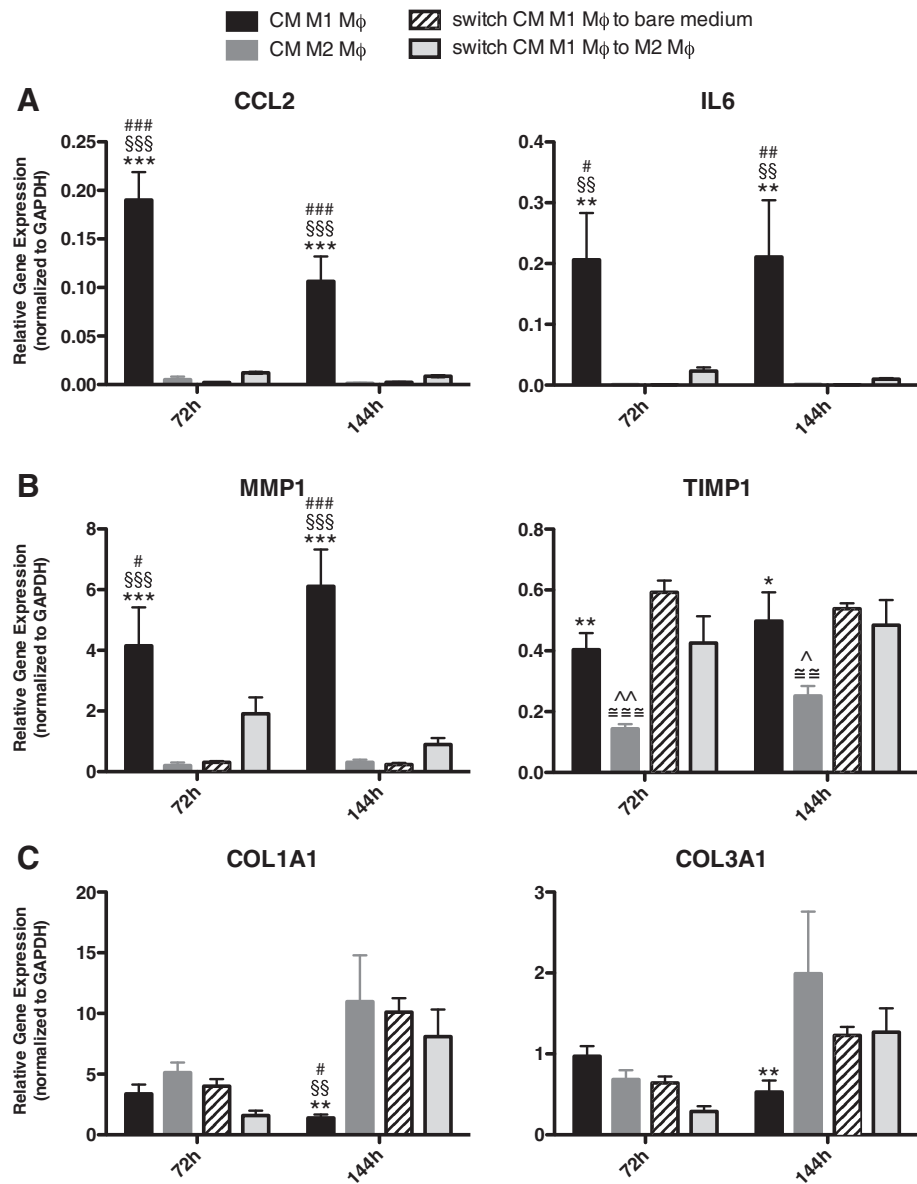 CM M1 Mϕ
switch CM M1 Mϕ to bare medium
CM M2 Mϕ
switch CM M1 Mϕ to M2 Mϕ
A
CCL2
IL6
Relative Gene Expression
(normalized to GAPDH)
0.25
0.20
0.15
0.10
0.05
0.00
###
§§§
***
###
§§§
***
72h
144h
0.4
0.3
0.2
0.1
0.0
#
§§
**
##
§§
**
72h
144h
B
MMP1
TIMP1
Relative Gene Expression
(normalized to GAPDH)
8
6
4
2
0
#
§§§
***
###
§§§
***
72h
144h
0.8
0.6
0.4
0.2
0.0
**
^^
≅≅≅
*
^
≅≅
72h
144h
C
COL1A1
COL3A1
Relative Gene Expression
(normalized to GAPDH)
20
15
10
5
0
#
§§
**
72h
144h
3
2
1
0
**
72h
144h